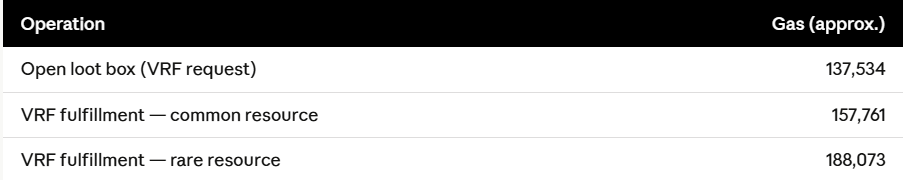 Operation Gas (approx.)
Open loot box (VRF request) 137,534
VRF fulfillment — common resource 157,761
VRF fulfillment — rare resource 188,073